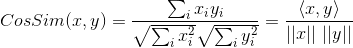 CosSim(x, y) = \frac{\sum_i x_i y_i}{\sqrt{\sum_i x_i^2} \sqrt{\sum_i y_i^2}} = \frac{\langle x, y \rangle}{||x||\ ||y||}